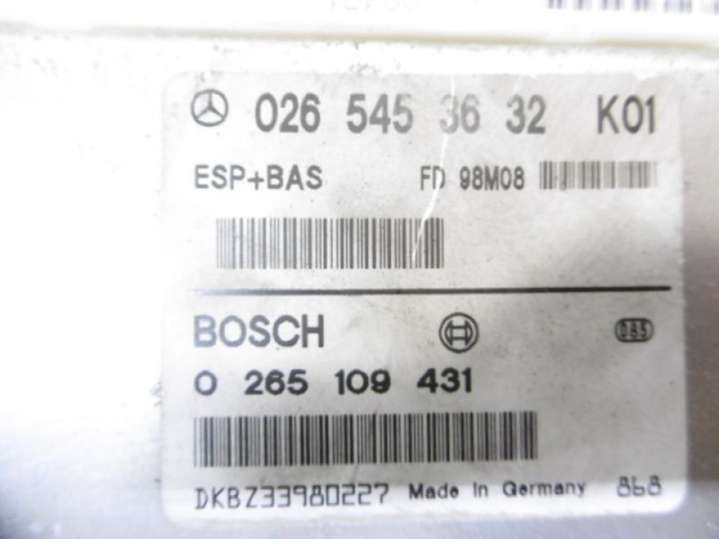 026 545 36 32 K01
ESP+BAS FD 98M08
BOSCH 085
0 265 109 431
DKBZ33980227 Made in Germany 868